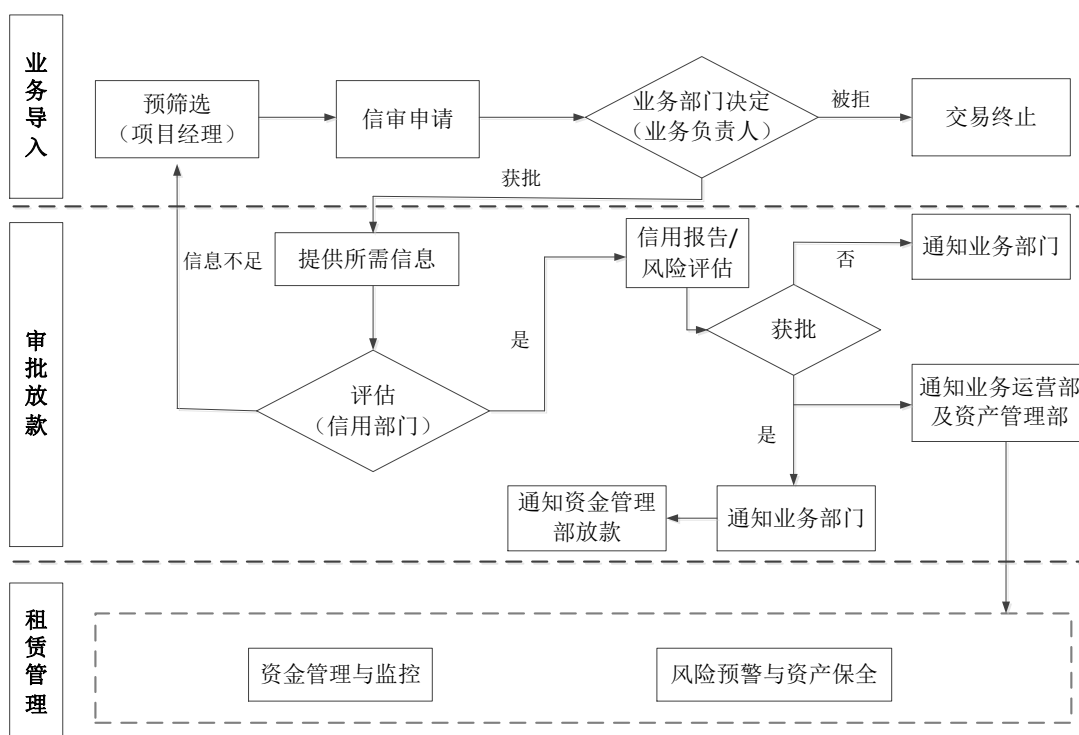 业务导入
预筛选
（项目经理）
信审申请
业务部门决定
（业务负责人）
被拒
交易终止
获批
审批放款
信息不足
提供所需信息
评估
（信用部门）
是
信用报告/
风险评估
获批
否
通知业务部门
是
通知业务运营部
及资产管理部
通知业务部门
通知资金管理
部放款
租赁管理
资金管理与监控
风险预警与资产保全